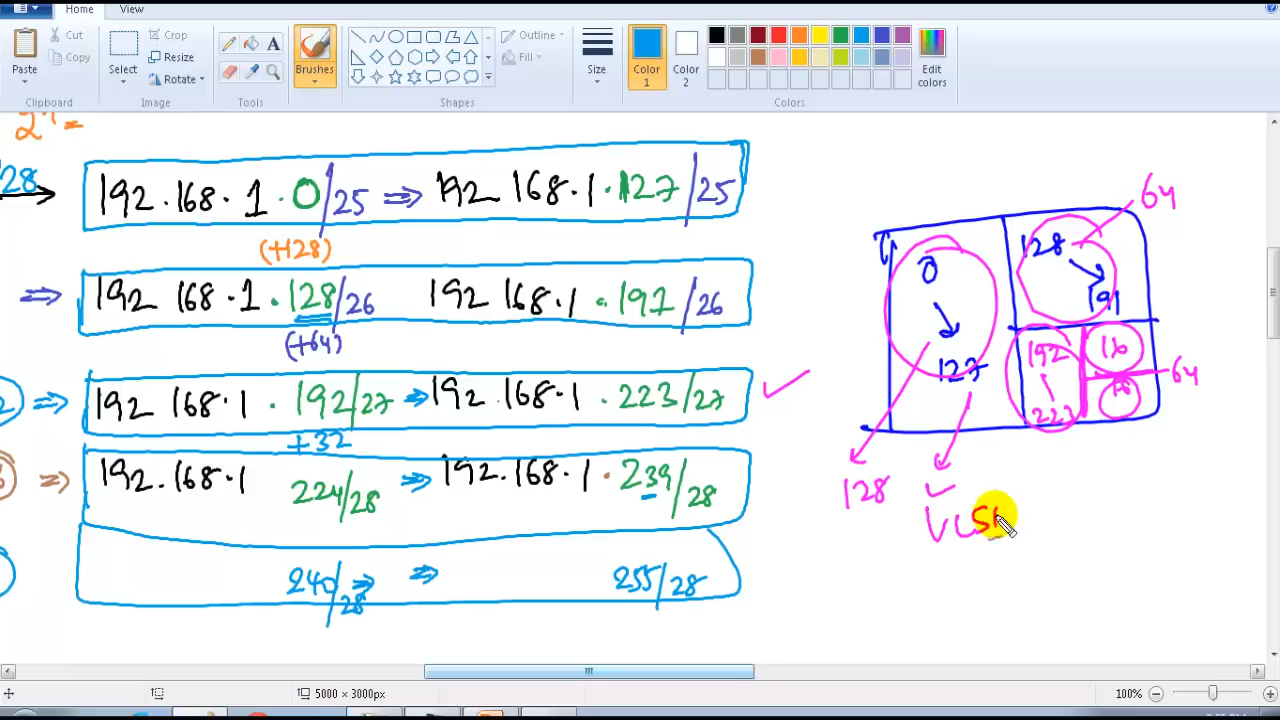 Home View
Paste
Cut
Copy
Clipboard
Select
Crop
Resize
Rotate
Image
Tools
Brushes
Shapes
Outline
Fill
Size
Color 1
Color 2
Edit colors
Colors
/28
192.168.1.0/25 ⇒ 192 168.1.127/25
(+128)
⇒ 192 168.1.128/26 192 168.1.191/26
(+64)
⇒ 192 168.1.192/27 → 192.168.1.223/27
+32
⇒ 192.168.1 224/28 ⇒ 192.168.1.239/28
240/28 ⇒ ⇒ 255/28
64
0
127
128
191
192
223
16
64
128
VLS
5000 × 3000px
100%